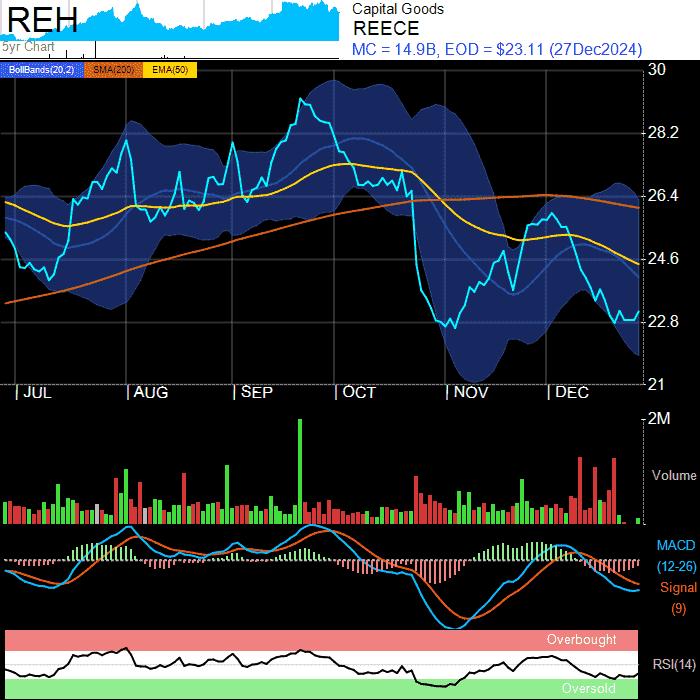 REH
5yr Chart
Capital Goods
REECE
MC = 14.9B, EOD = $23.11 (27Dec2024)
BollBands(20,2) SMA(200) EMA(50)
30
28.2
26.4
24.6
22.8
21
JUL AUG SEP OCT NOV DEC
2M
Volume
MACD
(12-26)
Signal
(9)
Overbought
RSI(14)
Oversold